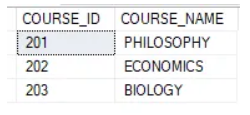 COURSE_ID COURSE_NAME
201 PHILOSOPHY
202 ECONOMICS
203 BIOLOGY